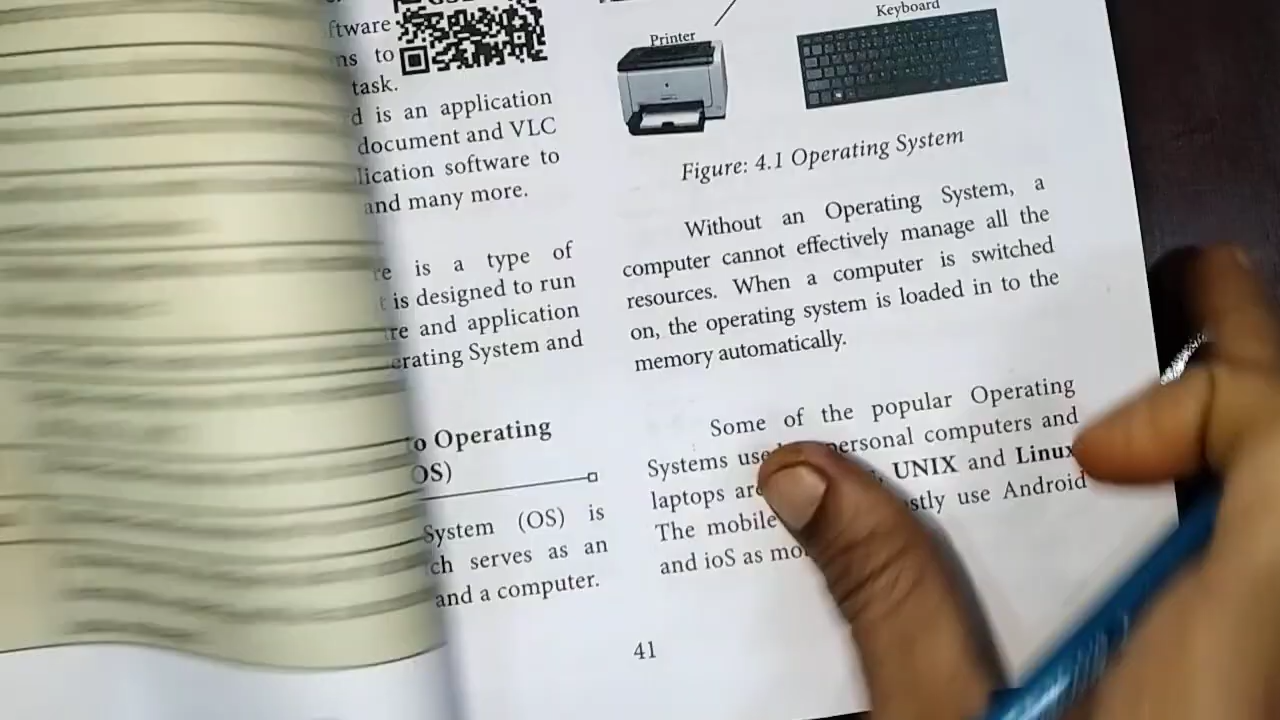 ftware
ns to
task.
d is an application
document and VLC
lication software to
and many more.
re is a type of
t is designed to run
re and application
erating System and
o Operating
OS)
System (OS) is
ch serves as an
and a computer.
Printer
Keyboard
Figure: 4.1 Operating System
Without an Operating System, a
computer cannot effectively manage all the
resources. When a computer is switched
on, the operating system is loaded in to the
memory automatically.
Some of the popular Operating
Systems use personal computers and
laptops are UNIX and Linux
The mobile ostly use Android
and ioS as mo
41